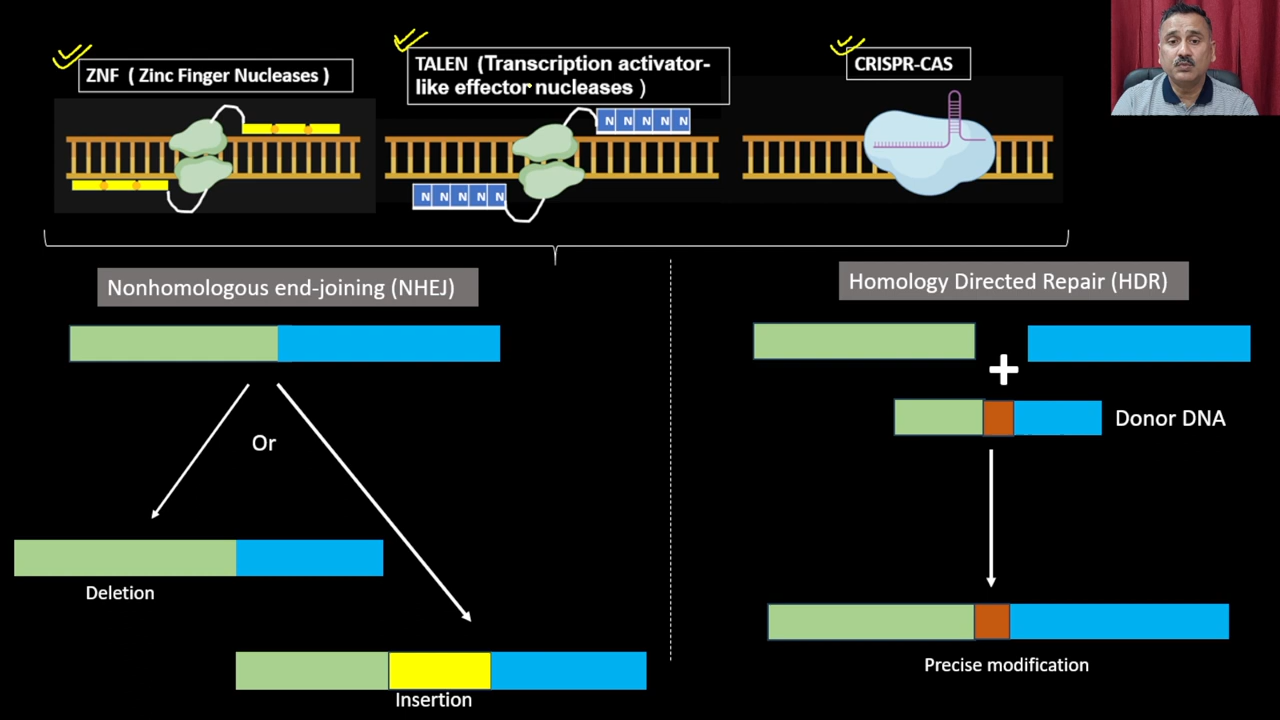 ZNF ( Zinc Finger Nucleases )
TALEN (Transcription activator-
like effector nucleases )
CRISPR-CAS
N N N N N
N N N N N
Nonhomologous end-joining (NHEJ)
Homology Directed Repair (HDR)
Or
Donor DNA
Deletion
Insertion
Precise modification